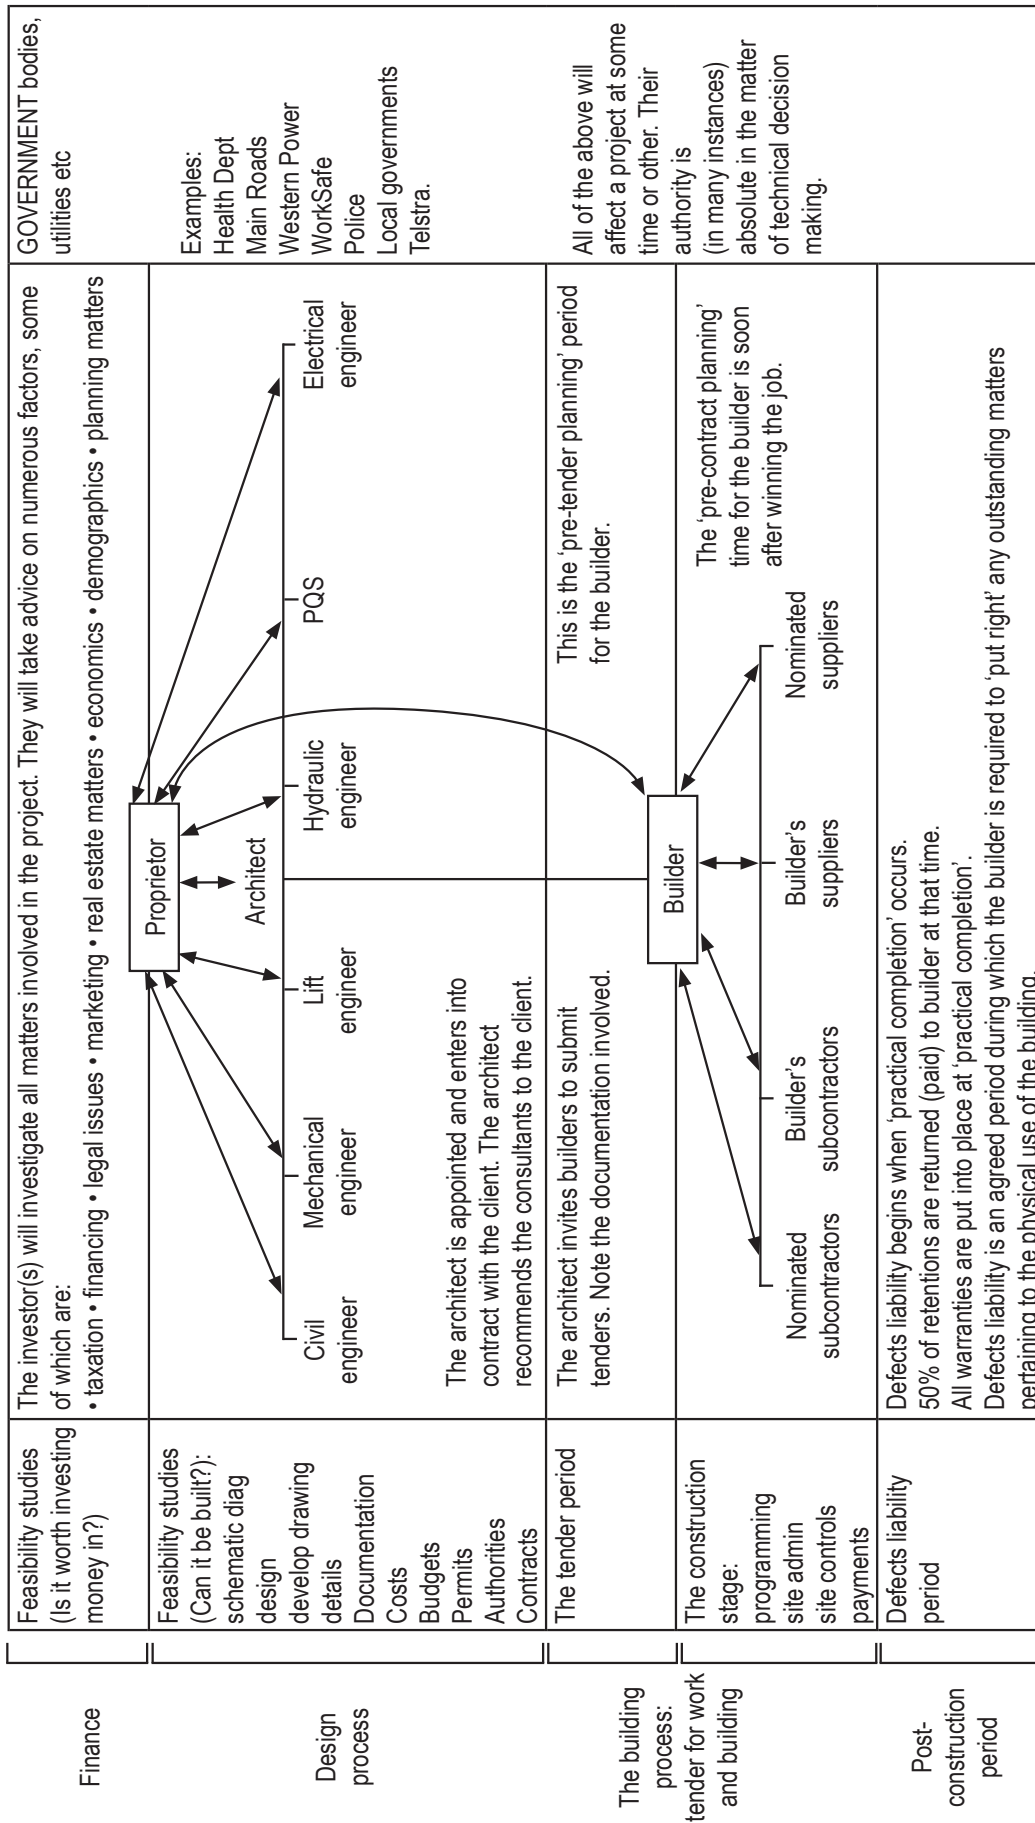 Finance
Feasibility studies
(Is it worth investing
money in?)
The investor(s) will investigate all matters involved in the project. They will take advice on numerous factors, some
of which are:
• taxation • financing • legal issues • marketing • real estate matters • economics • demographics • planning matters
GOVERNMENT bodies,
utilities etc
Examples:
Health Dept
Main Roads
Western Power
WorkSafe
Police
Local governments
Telstra.
All of the above will
affect a project at some
time or other. Their
authority is
(in many instances)
absolute in the matter
of technical decision
making.
Design
process
Feasibility studies
(Can it be built?):
schematic diag
design
develop drawing
details
Documentation
Costs
Budgets
Permits
Authorities
Contracts
Proprietor
Architect
Civil
engineer
Mechanical
engineer
Lift
engineer
Hydraulic
engineer
PQS
Electrical
engineer
The architect is appointed and enters into
contract with the client. The architect
recommends the consultants to the client.
The building
process:
tender for work
and building
The tender period
The architect invites builders to submit
tenders. Note the documentation involved.
This is the ‘pre-tender planning’ period
for the builder.
The construction
stage:
programming
site admin
site controls
payments
Builder
The ‘pre-contract planning’
time for the builder is soon
after winning the job.
Nominated
subcontractors
Builder’s
subcontractors
Builder’s
suppliers
Nominated
suppliers
Post-
construction
period
Defects liability
period
Defects liability begins when ‘practical completion’ occurs.
50% of retentions are returned (paid) to builder at that time.
All warranties are put into place at ‘practical completion’.
Defects liability is an agreed period during which the builder is required to ‘put right’ any outstanding matters
pertaining to the physical use of the building.